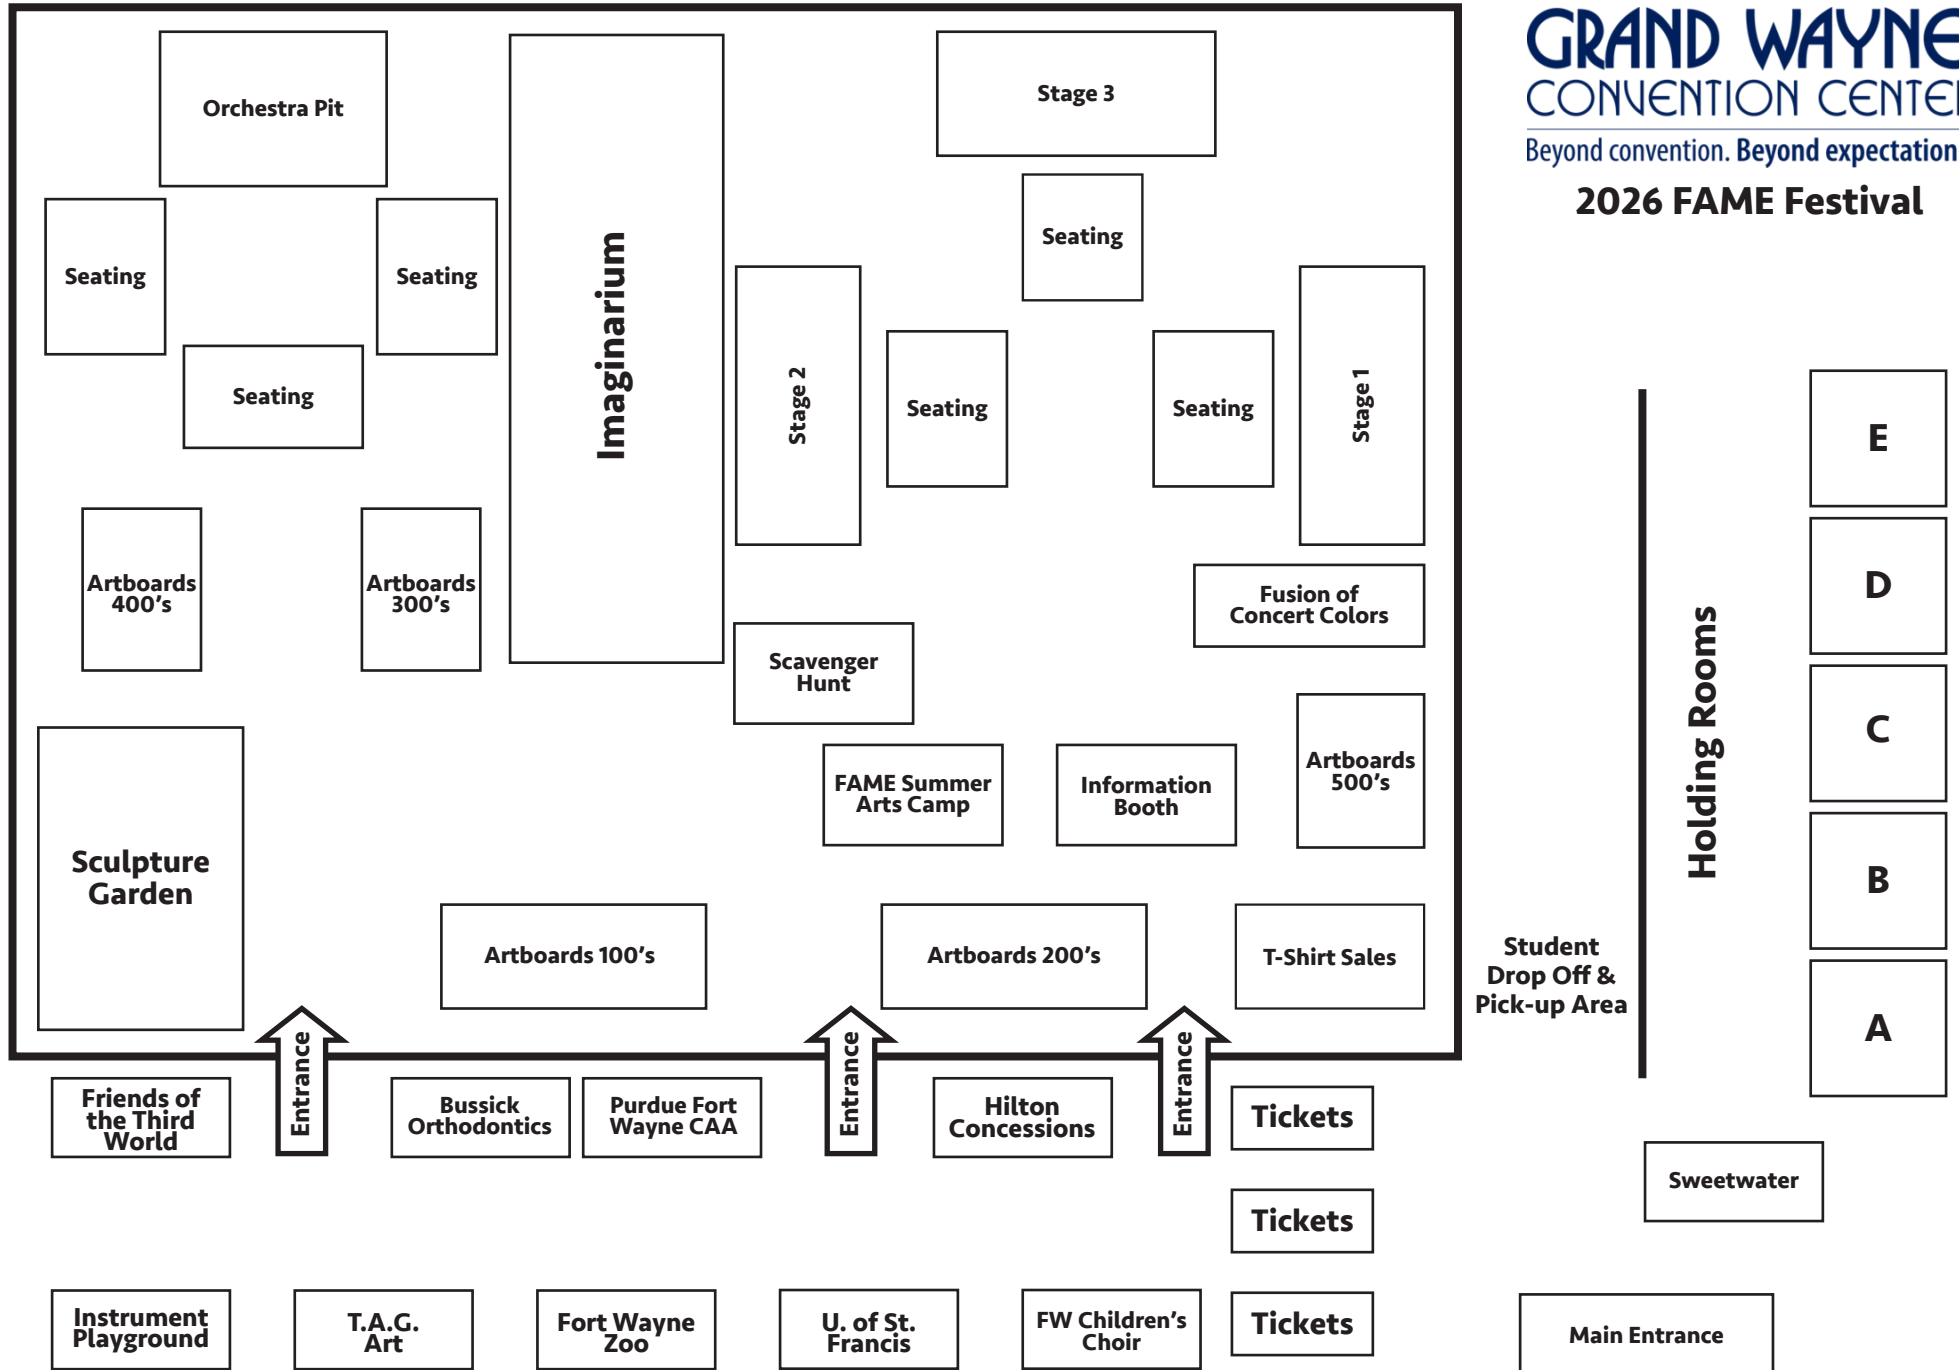 GRAND WAYNE
CONVENTION CENTER
Beyond convention. Beyond expectation
2026 FAME Festival
Orchestra Pit
Stage 3
Seating
Seating
Seating
Seating
Imaginarium
Stage 2
Seating
Seating
Stage 1
Artboards
400's
Artboards
300's
Fusion of
Concert Colors
Scavenger
Hunt
FAME Summer
Arts Camp
Information
Booth
Artboards
500's
Sculpture
Garden
Artboards 100's
Artboards 200's
T-Shirt Sales
Student
Drop Off &
Pick-up Area
Holding Rooms
E
D
C
B
A
Entrance
Entrance
Entrance
Friends of
the Third
World
Bussick
Orthodontics
Purdue Fort
Wayne CAA
Hilton
Concessions
Tickets
Sweetwater
Tickets
Instrument
Playground
T.A.G.
Art
Fort Wayne
Zoo
U. of St.
Francis
FW Children's
Choir
Tickets
Main Entrance